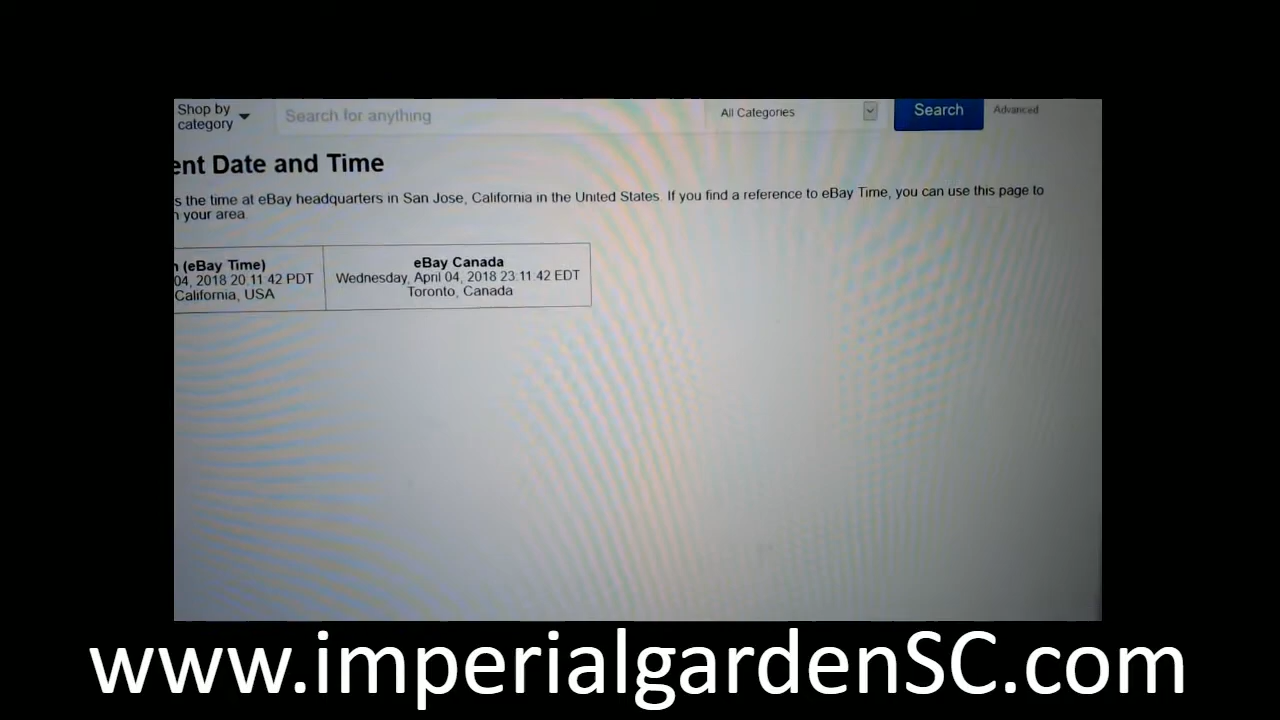 Shop by
category
Search for anything
All Categories
Search
Advanced
ent Date and Time
s the time at eBay headquarters in San Jose, California in the United States. If you find a reference to eBay Time, you can use this page to
your area.
(eBay Time)
04, 2018 20:11:42 PDT
California, USA
eBay Canada
Wednesday, April 04, 2018 23:11:42 EDT
Toronto, Canada
www.imperialgardenSC.com